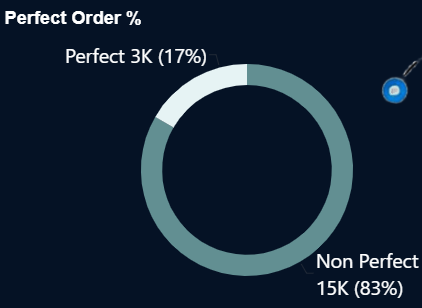 Perfect Order %
Perfect 3K (17%)
Non Perfect
15K (83%)